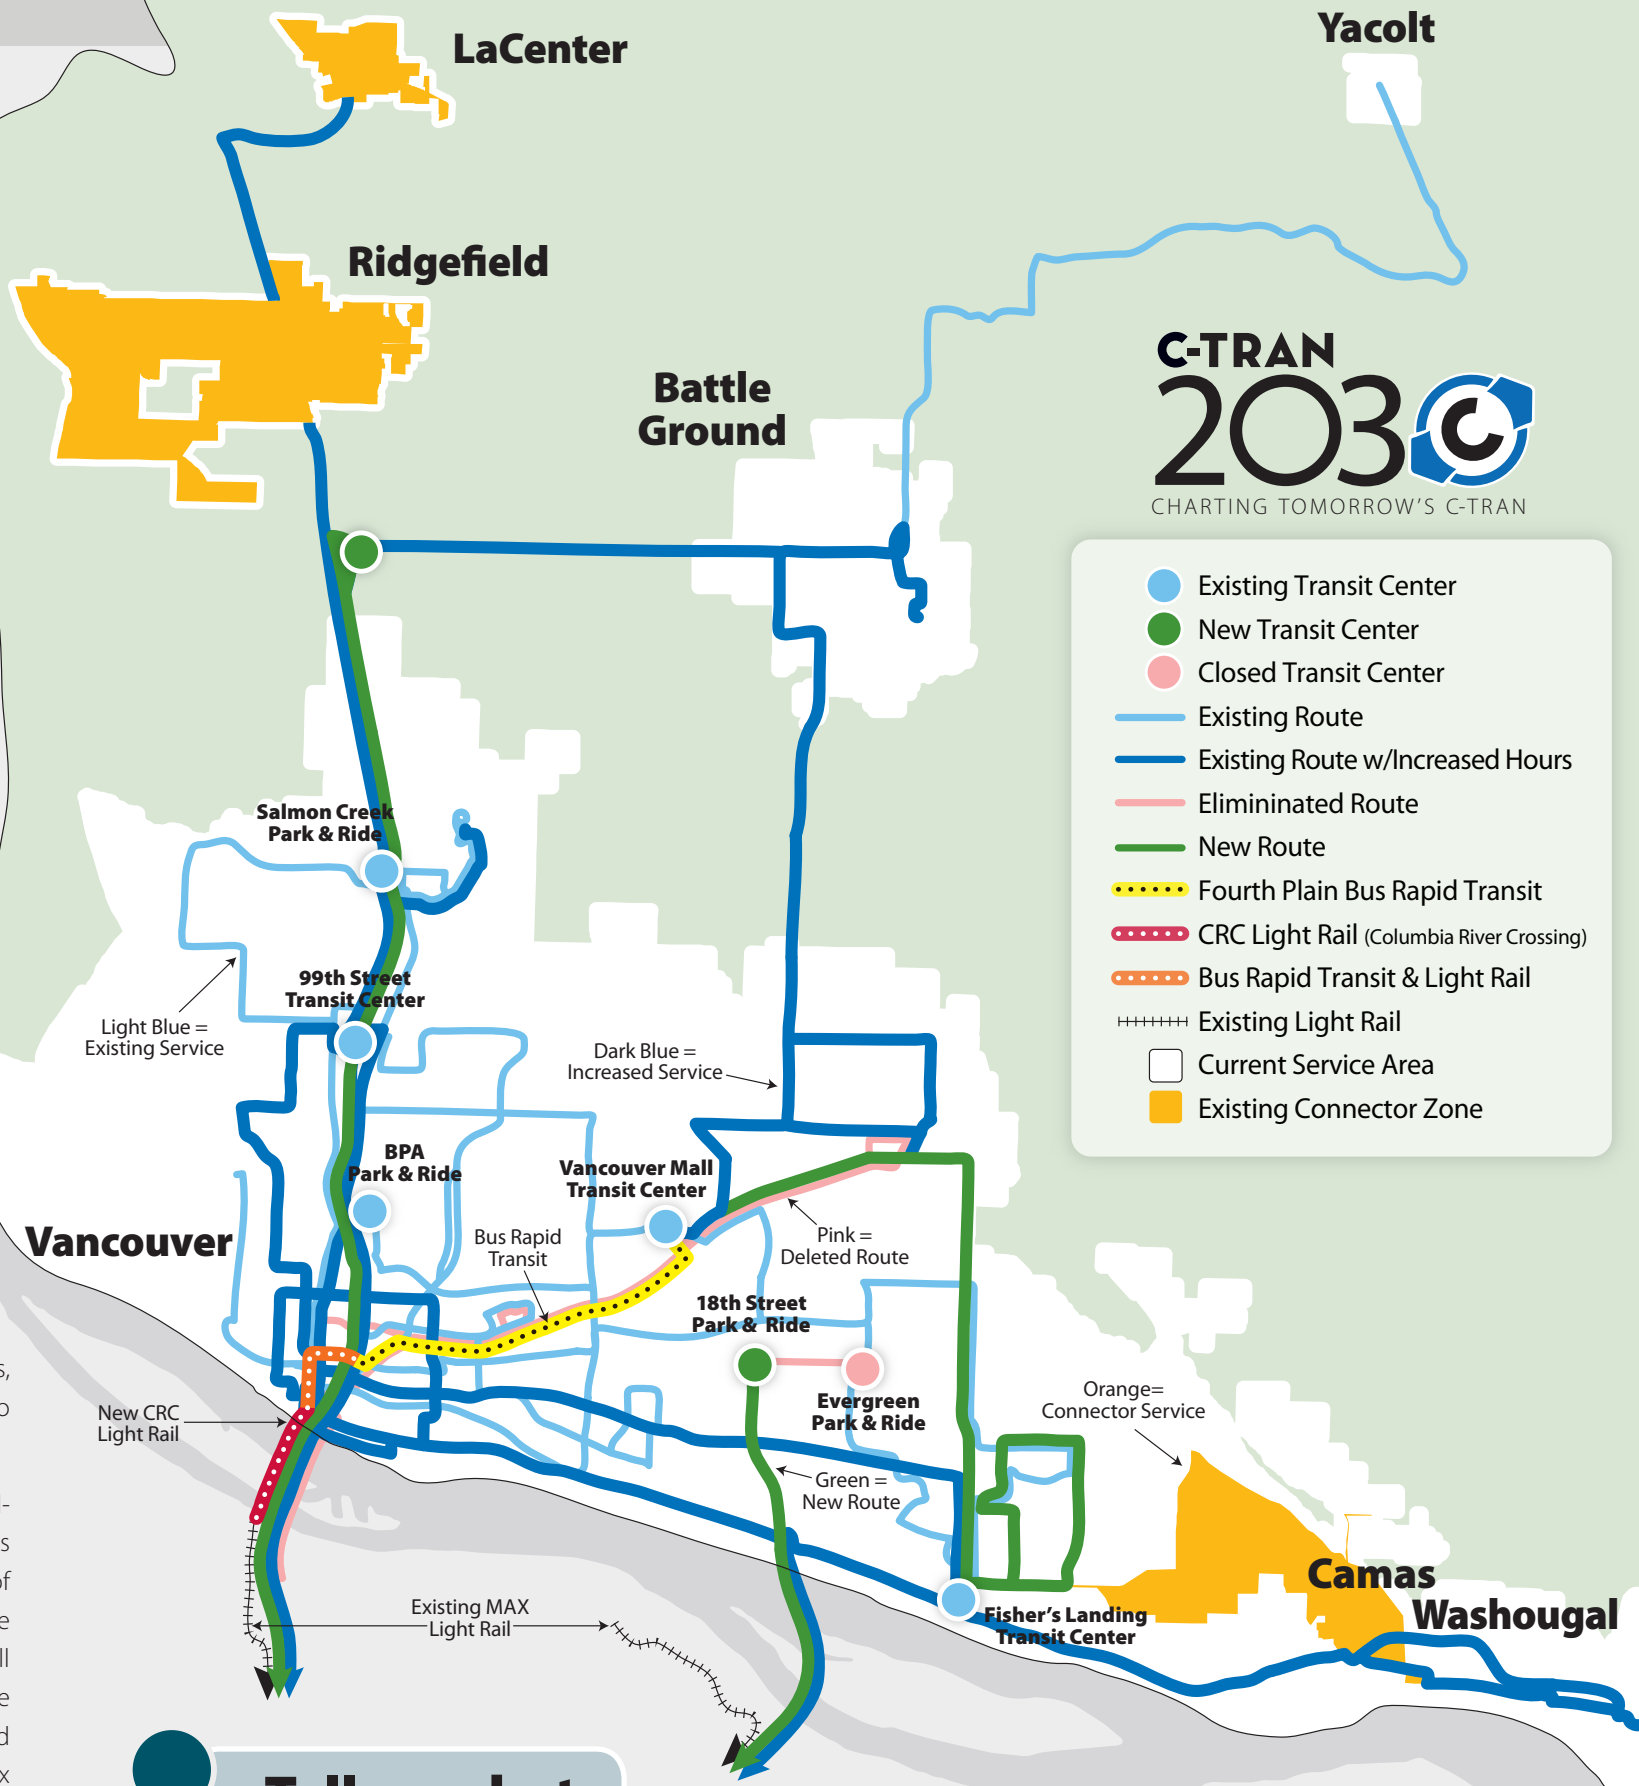 LaCenter
Yacolt
Ridgefield
Battle
Ground
C-TRAN
2030
CHARTING TOMORROW'S C-TRAN
Existing Transit Center
New Transit Center
Closed Transit Center
Existing Route
Existing Route w/Increased Hours
Elimininated Route
New Route
Fourth Plain Bus Rapid Transit
CRC Light Rail (Columbia River Crossing)
Bus Rapid Transit & Light Rail
Existing Light Rail
Current Service Area
Existing Connector Zone
Salmon Creek
Park & Ride
99th Street
Transit Center
Light Blue =
Existing Service
Dark Blue =
Increased Service
BPA
Park & Ride
Vancouver Mall
Transit Center
Vancouver
Bus Rapid
Transit
Pink =
Deleted Route
18th Street
Park & Ride
Evergreen
Park & Ride
New CRC
Light Rail
Orange=
Connector Service
Green =
New Route
Camas
Washougal
Fisher's Landing
Transit Center
Existing MAX
Light Rail